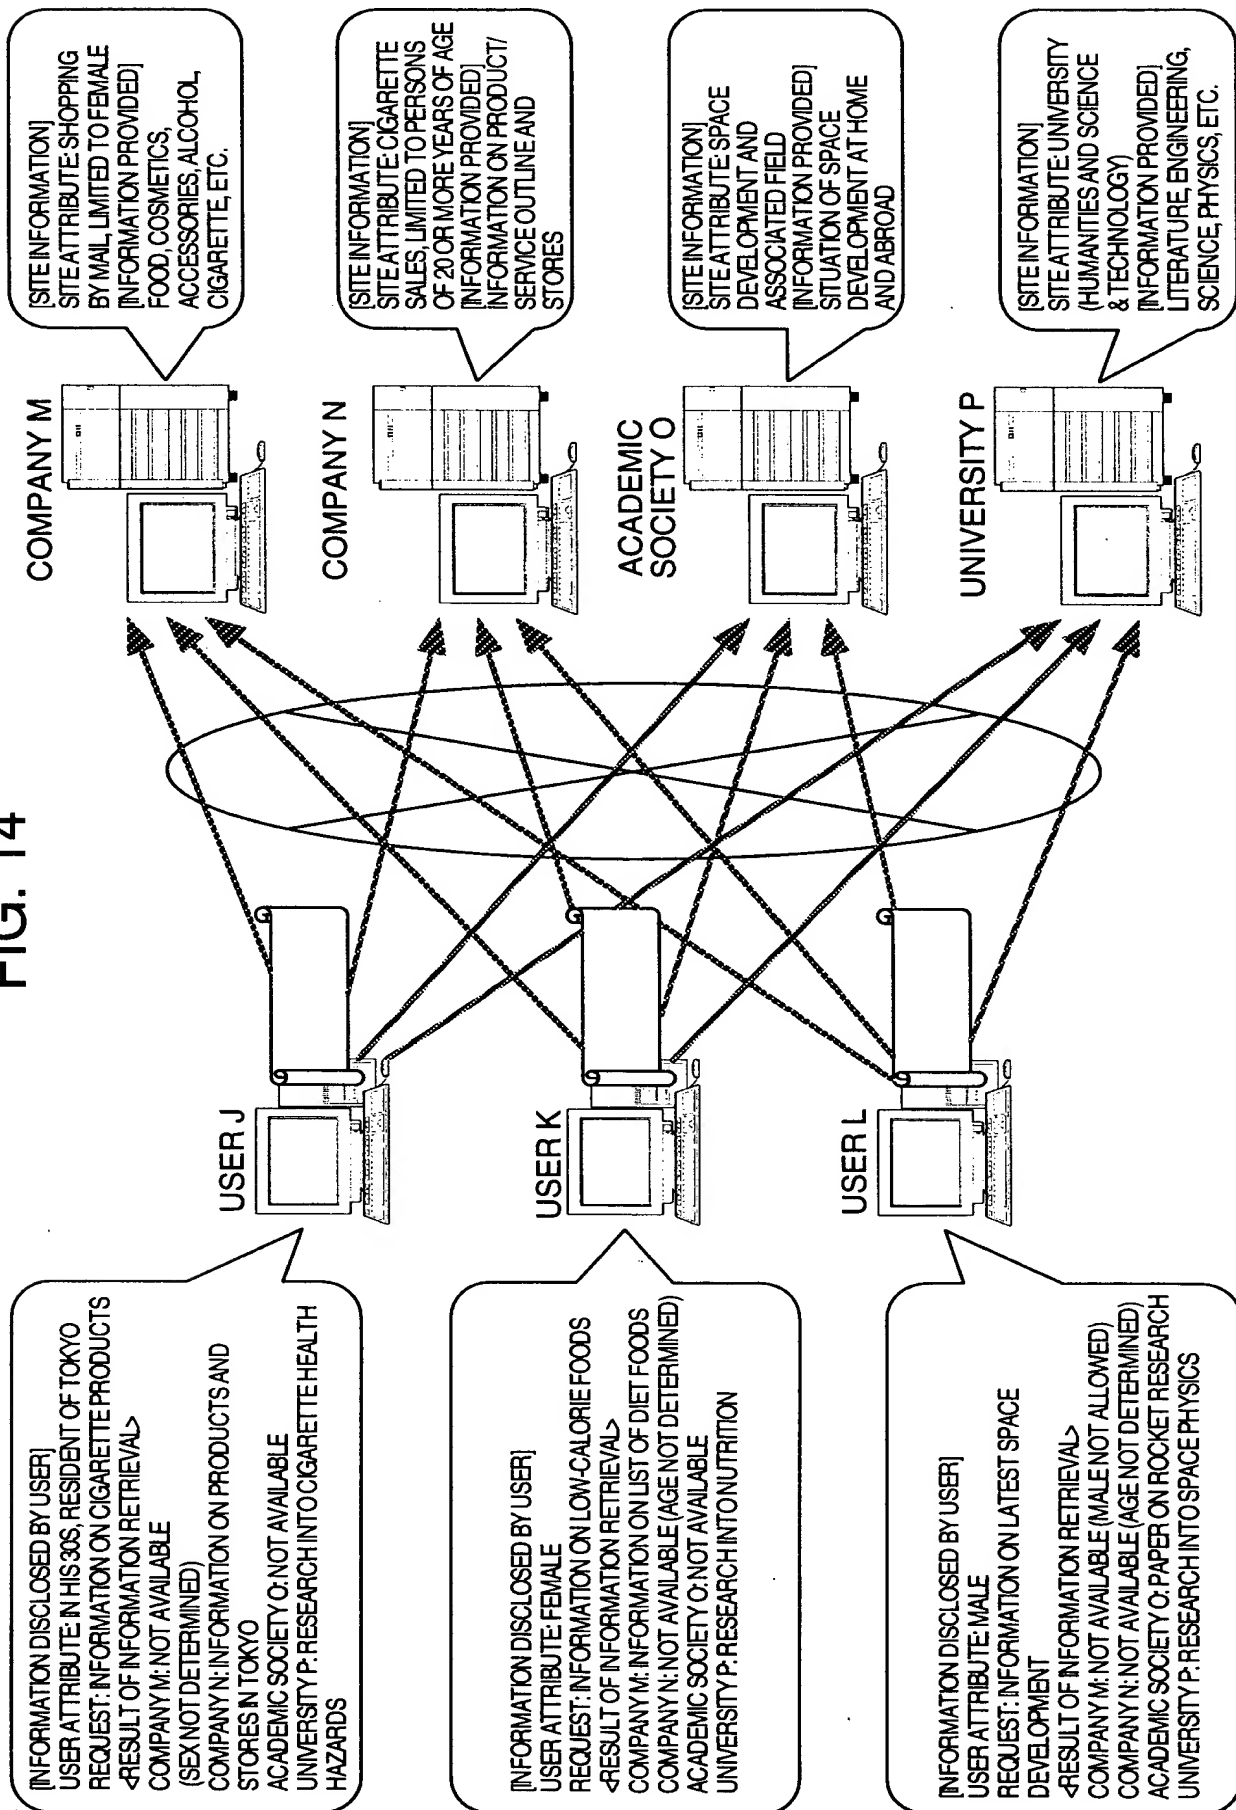 FIG. 14
[INFORMATION DISCLOSED BY USER]
USER ATTRIBUTE: IN HIS 30S, RESIDENT OF TOKYO
REQUEST: INFORMATION ON CIGARETTE PRODUCTS
<RESULT OF INFORMATION RETRIEVAL>
COMPANY M: NOT AVAILABLE
(SEX NOT DETERMINED)
COMPANY N: INFORMATION ON PRODUCTS AND
STORES IN TOKYO
ACADEMIC SOCIETY O: NOT AVAILABLE
UNIVERSITY P: RESEARCH INTO CIGARETTE HEALTH
HAZARDS
USER J
[INFORMATION DISCLOSED BY USER]
USER ATTRIBUTE: FEMALE
REQUEST: INFORMATION ON LOW-CALORIE FOODS
<RESULT OF INFORMATION RETRIEVAL>
COMPANY M: INFORMATION ON LIST OF DIET FOODS
COMPANY N: NOT AVAILABLE (AGE NOT DETERMINED)
ACADEMIC SOCIETY O: NOT AVAILABLE
UNIVERSITY P: RESEARCH INTO NUTRITION
USER K
[INFORMATION DISCLOSED BY USER]
USER ATTRIBUTE: MALE
REQUEST: INFORMATION ON LATEST SPACE
DEVELOPMENT
<RESULT OF INFORMATION RETRIEVAL>
COMPANY M: NOT AVAILABLE (MALE NOT ALLOWED)
COMPANY N: NOT AVAILABLE (AGE NOT DETERMINED)
ACADEMIC SOCIETY O: PAPER ON ROCKET RESEARCH
UNIVERSITY P: RESEARCH INTO SPACE PHYSICS
USER L
COMPANY M
[SITE INFORMATION]
SITE ATTRIBUTE: SHOPPING
BY MAIL, LIMITED TO FEMALE
[INFORMATION PROVIDED]
FOOD, COSMETICS,
ACCESSORIES, ALCOHOL,
CIGARETTE, ETC.
COMPANY N
[SITE INFORMATION]
SITE ATTRIBUTE: CIGARETTE
SALES, LIMITED TO PERSONS
OF 20 OR MORE YEARS OF AGE
[INFORMATION PROVIDED]
INFORMATION ON PRODUCT/
SERVICE OUTLINE AND
STORES
ACADEMIC
SOCIETY O
[SITE INFORMATION]
SITE ATTRIBUTE: SPACE
DEVELOPMENT AND
ASSOCIATED FIELD
[INFORMATION PROVIDED]
SITUATION OF SPACE
DEVELOPMENT AT HOME
AND ABROAD
UNIVERSITY P
[SITE INFORMATION]
SITE ATTRIBUTE: UNIVERSITY
(HUMANITIES AND SCIENCE
& TECHNOLOGY)
[INFORMATION PROVIDED]
LITERATURE, ENGINEERING,
SCIENCE, PHYSICS, ETC.